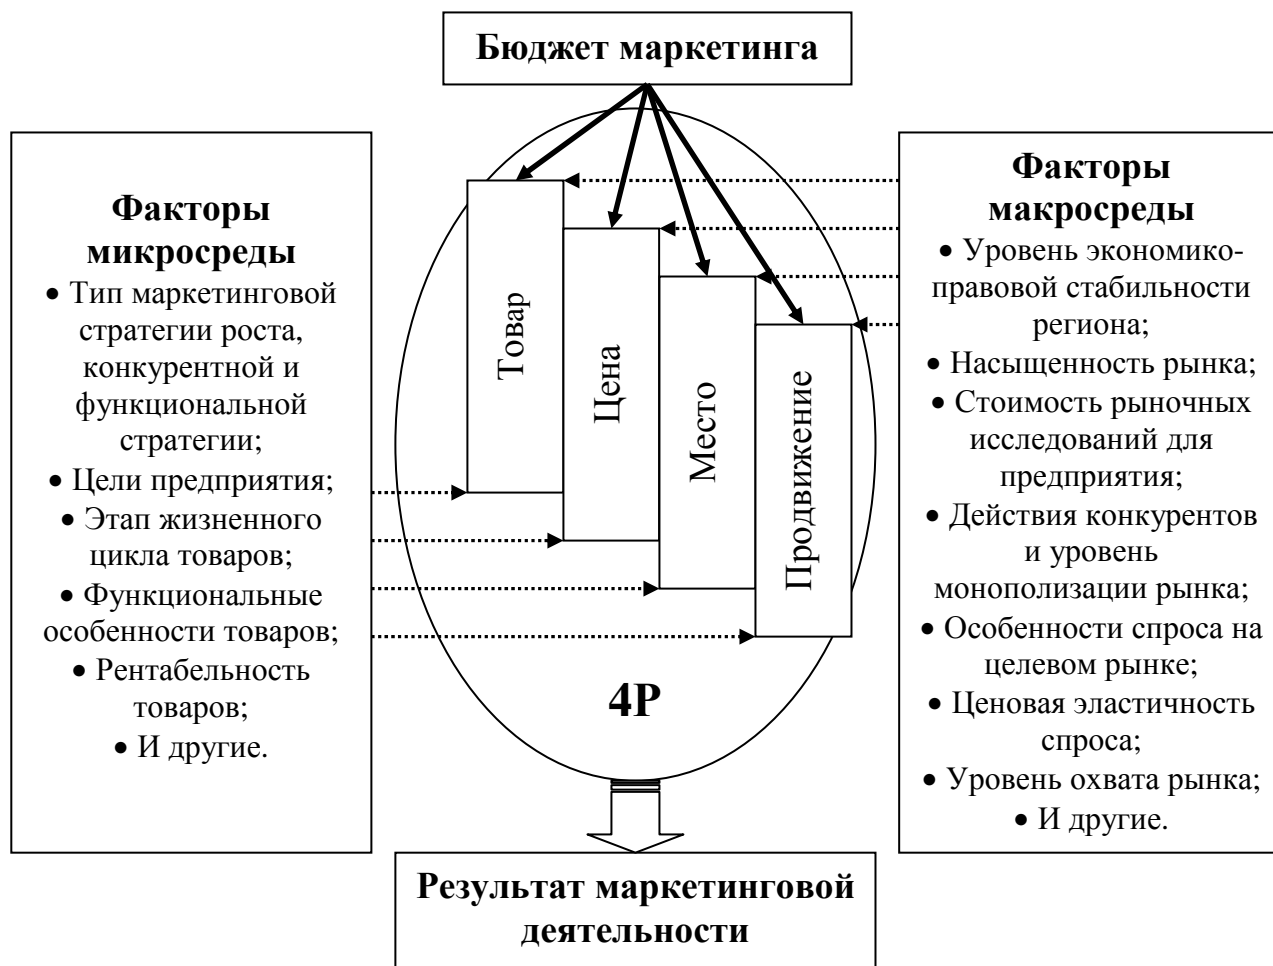 Бюджет маркетинга
Факторы
микросреды
• Тип маркетинговой
стратегии роста,
конкурентной и
функциональной
стратегии;
• Цели предприятия;
• Этап жизненного
цикла товаров;
• Функциональные
особенности товаров;
• Рентабельность
товаров;
• И другие.
Товар
Цена
Место
Продвижение
4Р
Факторы
макросреды
• Уровень экономико-
правовой стабильности
региона;
• Насыщенность рынка;
• Стоимость рыночных
исследований для
предприятия;
• Действия конкурентов
и уровень
монополизации рынка;
• Особенности спроса на
целевом рынке;
• Ценовая эластичность
спроса;
• Уровень охвата рынка;
• И другие.
Результат маркетинговой
деятельности